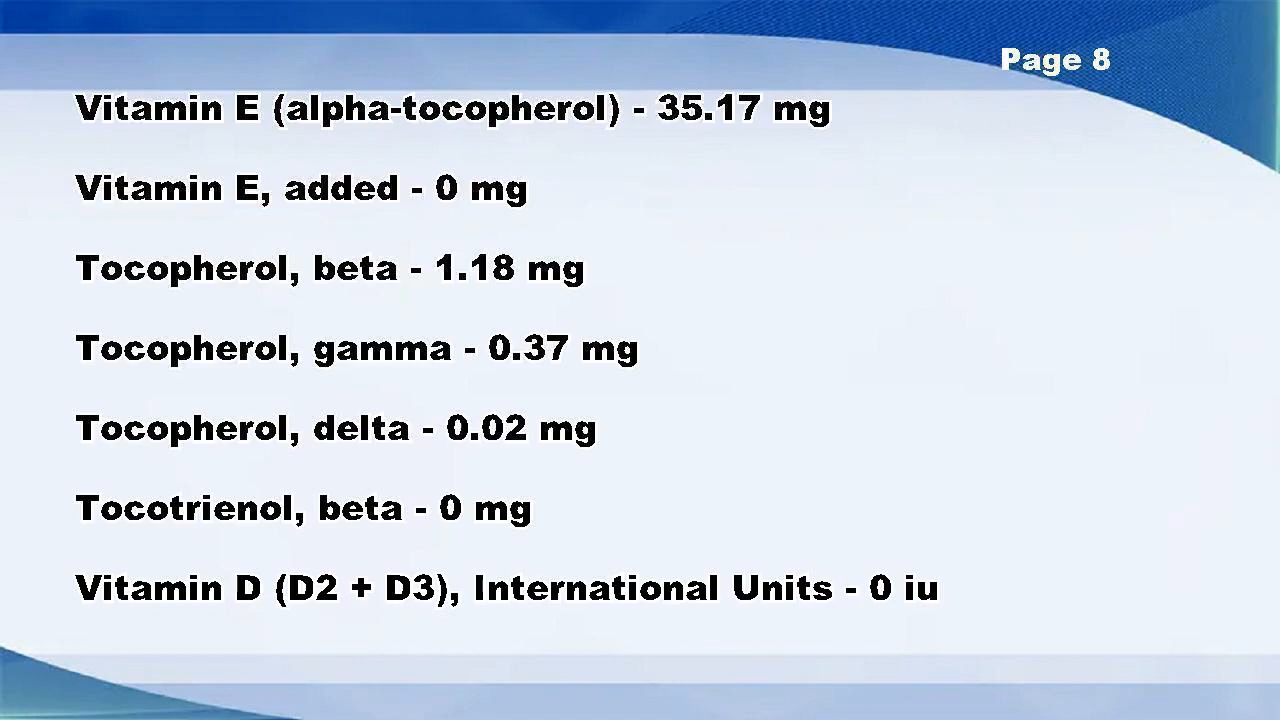 Page 8
Vitamin E (alpha-tocopherol) - 35.17 mg
Vitamin E, added - 0 mg
Tocopherol, beta - 1.18 mg
Tocopherol, gamma - 0.37 mg
Tocopherol, delta - 0.02 mg
Tocotrienol, beta - 0 mg
Vitamin D (D2 + D3), International Units - 0 iu